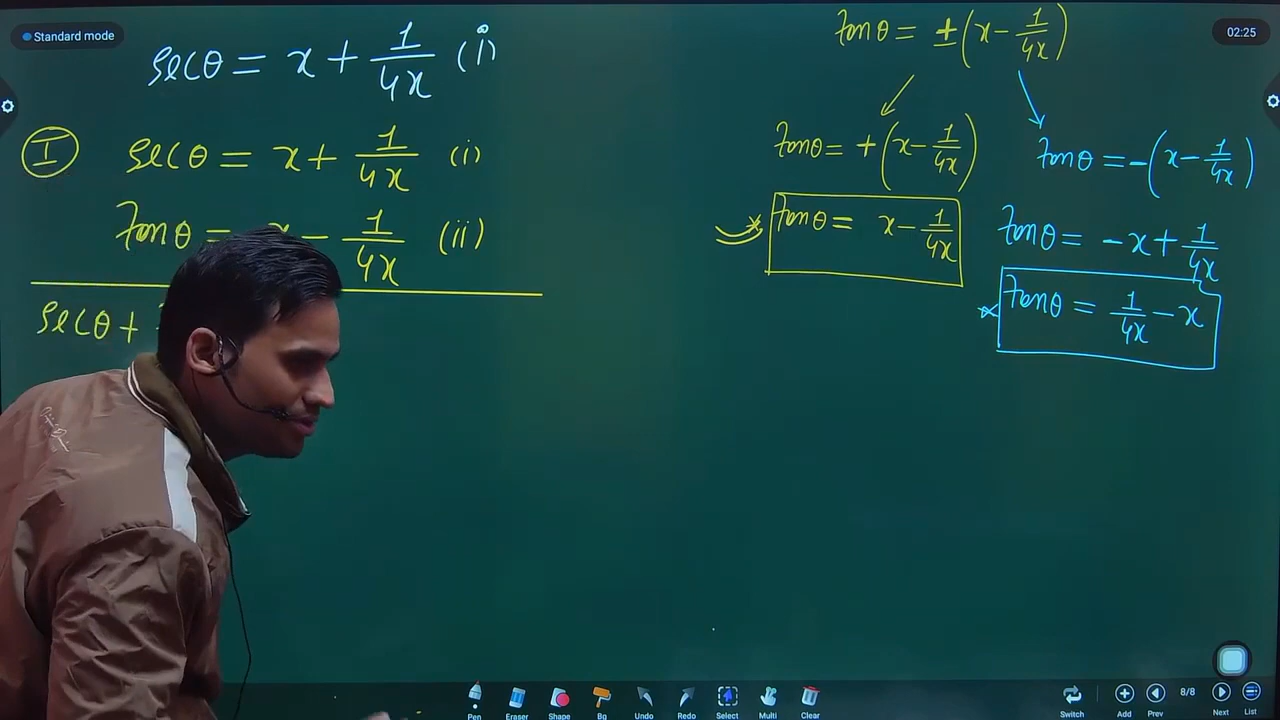 Standard mode
02:25
secθ = x + 1/4x (i)
I secθ = x + 1/4x (i)
tanθ = x - 1/4x (ii)
secθ +
tanθ = ±(x - 1/4x)
tanθ = +(x - 1/4x)
tanθ = x - 1/4x
tanθ = -(x - 1/4x)
tanθ = -x + 1/4x
tanθ = 1/4x - x
Pen Eraser Shape Bg Undo Redo Select Multi Clear
Switch Add Prev 8/8 Next List